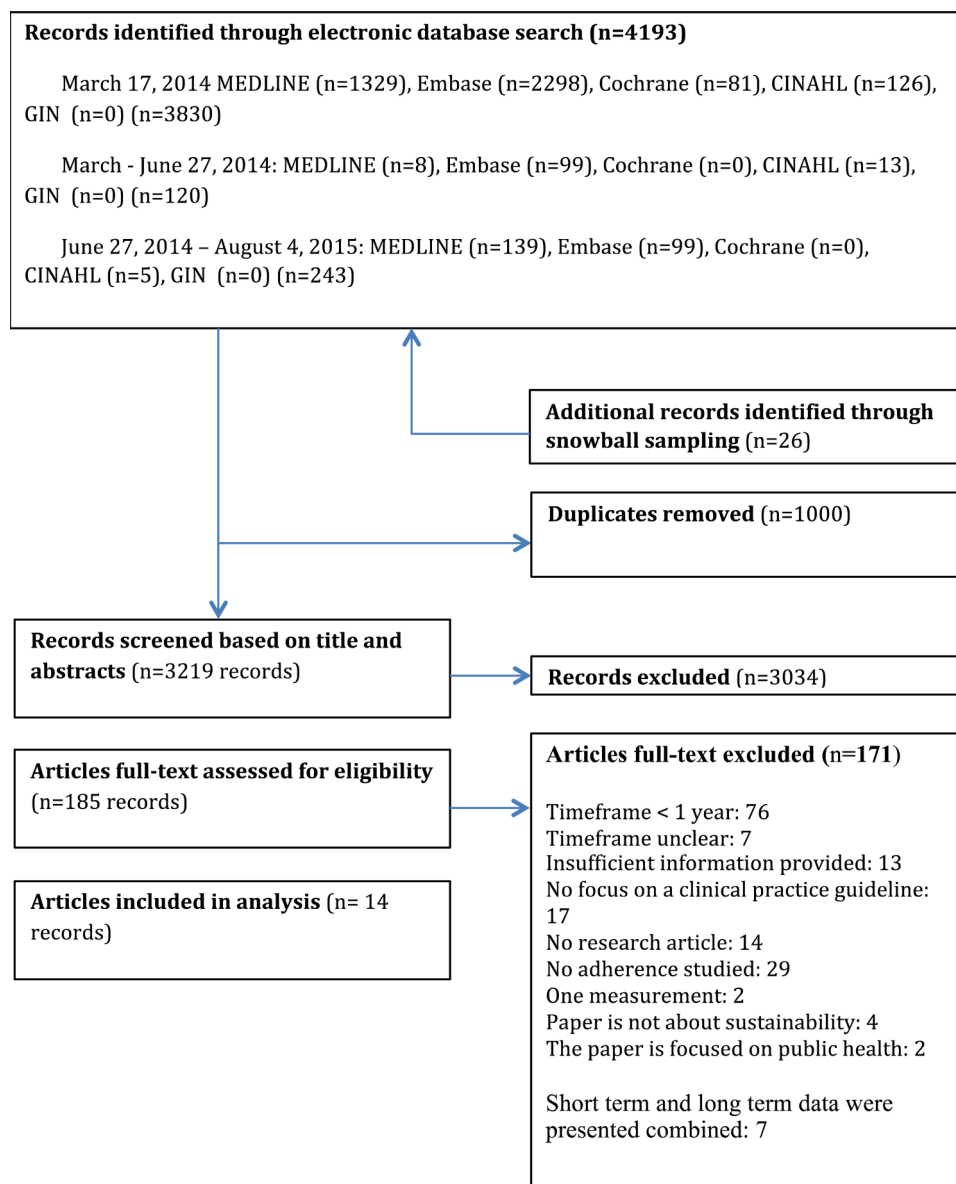 Records identified through electronic database search (n=4193)
March 17, 2014 MEDLINE (n=1329), Embase (n=2298), Cochrane (n=81), CINAHL (n=126),
GIN  (n=0) (n=3830)
March - June 27, 2014: MEDLINE (n=8), Embase (n=99), Cochrane (n=0), CINAHL (n=13),
GIN  (n=0) (n=120)
June 27, 2014 – August 4, 2015: MEDLINE (n=139), Embase (n=99), Cochrane (n=0),
CINAHL (n=5), GIN  (n=0) (n=243)
Additional records identified through
snowball sampling (n=26)
Duplicates removed (n=1000)
Records screened based on title and
abstracts (n=3219 records)
Records excluded (n=3034)
Articles full-text assessed for eligibility
(n=185 records)
Articles full-text excluded (n=171)
Timeframe < 1 year: 76
Timeframe unclear: 7
Insufficient information provided: 13
No focus on a clinical practice guideline:
17
No research article: 14
No adherence studied: 29
One measurement: 2
Paper is not about sustainability: 4
The paper is focused on public health: 2
Short term and long term data were
presented combined: 7
Articles included in analysis (n= 14
records)